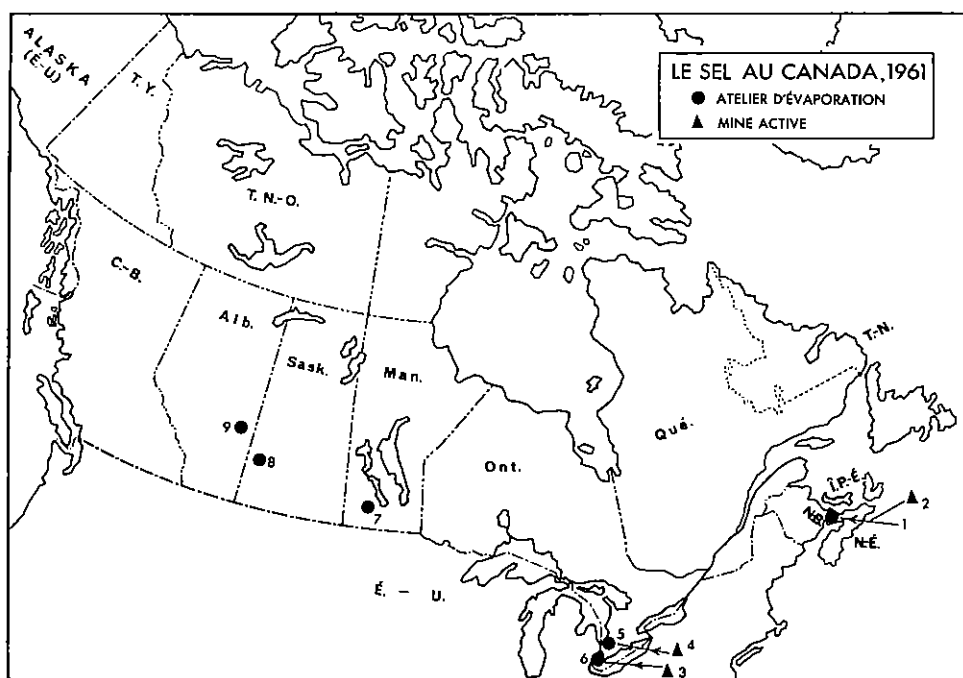 LE SEL AU CANADA, 1961
ATELIER D'ÉVAPORATION
MINE ACTIVE
ALASKA
(É.-U.)
T. Y.
T. N.-O.
C.-B.
Alb.
Sask.
Man.
Ont.
Qué.
T.-N.
Î.P.-É.
N.-B.
N.-É.
É. - U.
9
8
7
2
1
5
4
6
3